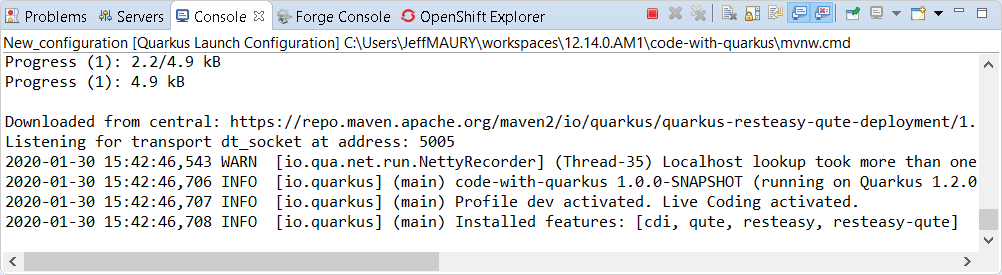 Problems Servers Console Forge Console OpenShift Explorer
New_configuration [Quarkus Launch Configuration] C:\Users\JeffMAURY\workspaces\12.14.0.AM1\code-with-quarkus\mvnw.cmd
Progress (1): 2.2/4.9 kB
Progress (1): 4.9 kB
Downloaded from central: https://repo.maven.apache.org/maven2/io/quarkus/quarkus-resteasy-qute-deployment/1.
Listening for transport dt_socket at address: 5005
2020-01-30 15:42:46,543 WARN  [io.qua.net.run.NettyRecorder] (Thread-35) Localhost lookup took more than one
2020-01-30 15:42:46,706 INFO  [io.quarkus] (main) code-with-quarkus 1.0.0-SNAPSHOT (running on Quarkus 1.2.0
2020-01-30 15:42:46,707 INFO  [io.quarkus] (main) Profile dev activated. Live Coding activated.
2020-01-30 15:42:46,708 INFO  [io.quarkus] (main) Installed features: [cdi, qute, resteasy, resteasy-qute]